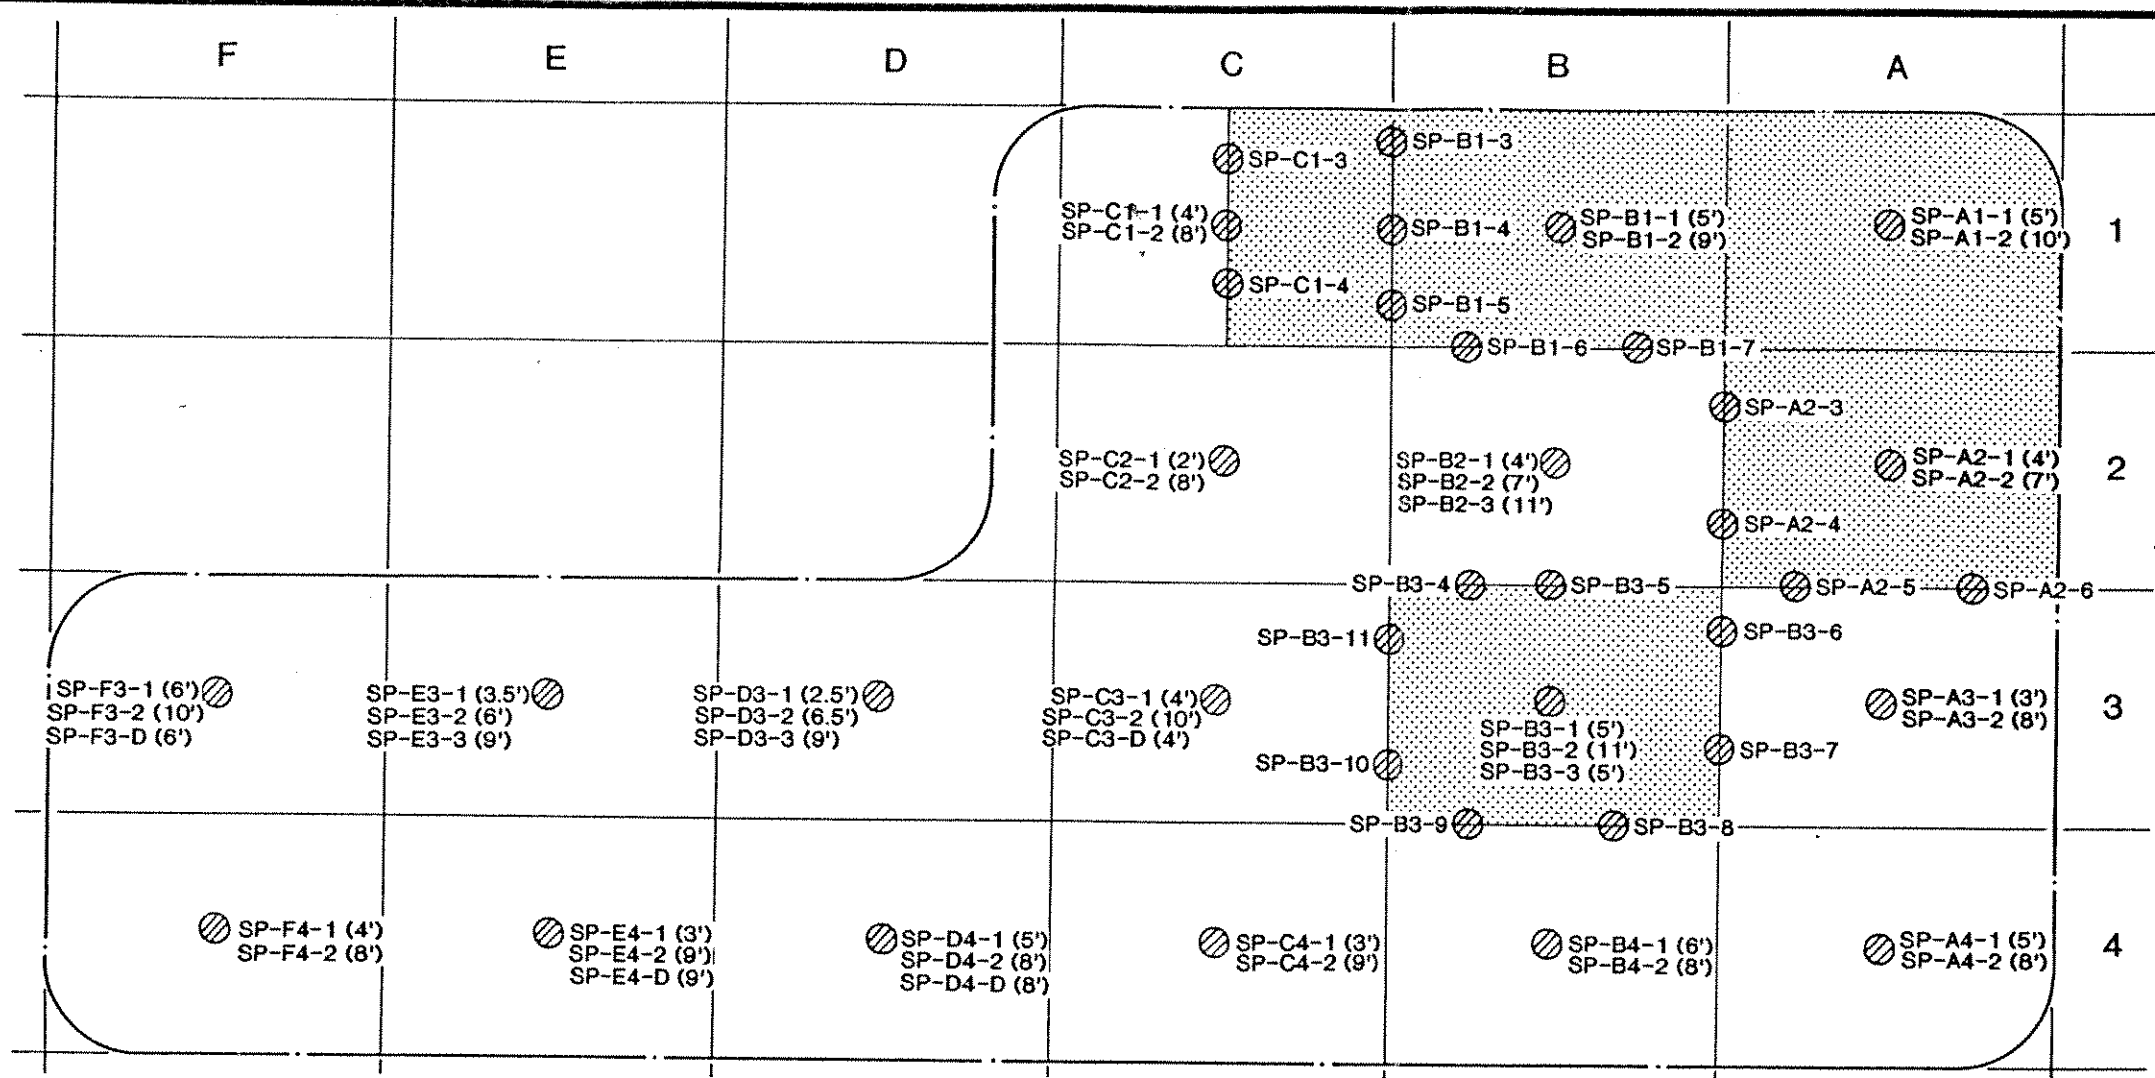 F
E
D
C
B
A
SP-B1-3
SP-C1-3
SP-C1-1 (4')
SP-C1-2 (8')
SP-B1-4
SP-B1-1 (5')
SP-B1-2 (9')
SP-A1-1 (5')
SP-A1-2 (10')
1
SP-C1-4
SP-B1-5
SP-B1-6
SP-B1-7
SP-A2-3
SP-C2-1 (2')
SP-C2-2 (8')
SP-B2-1 (4')
SP-B2-2 (7')
SP-B2-3 (11')
SP-A2-1 (4')
SP-A2-2 (7')
2
SP-A2-4
SP-B3-4
SP-B3-5
SP-A2-5
SP-A2-6
SP-B3-11
SP-B3-6
SP-F3-1 (6')
SP-F3-2 (10')
SP-F3-D (6')
SP-E3-1 (3.5')
SP-E3-2 (6')
SP-E3-3 (9')
SP-D3-1 (2.5')
SP-D3-2 (6.5')
SP-D3-3 (9')
SP-C3-1 (4')
SP-C3-2 (10')
SP-C3-D (4')
SP-B3-1 (5')
SP-B3-2 (11')
SP-B3-3 (5')
SP-A3-1 (3')
SP-A3-2 (8')
3
SP-B3-10
SP-B3-7
SP-B3-9
SP-B3-8
SP-F4-1 (4')
SP-F4-2 (8')
SP-E4-1 (3')
SP-E4-2 (9')
SP-E4-D (9')
SP-D4-1 (5')
SP-D4-2 (8')
SP-D4-D (8')
SP-C4-1 (3')
SP-C4-2 (9')
SP-B4-1 (6')
SP-B4-2 (8')
SP-A4-1 (5')
SP-A4-2 (8')
4